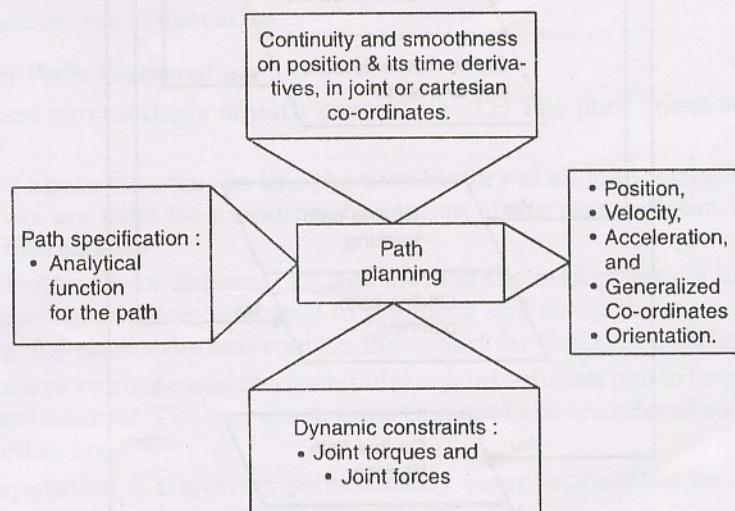 Continuity and smoothness
on position & its time deriva-
tives, in joint or cartesian
co-ordinates.
Path specification :
• Analytical
function
for the path
Path
planning
• Position,
• Velocity,
• Acceleration,
and
• Generalized
Co-ordinates
• Orientation.
Dynamic constraints :
• Joint torques and
• Joint forces